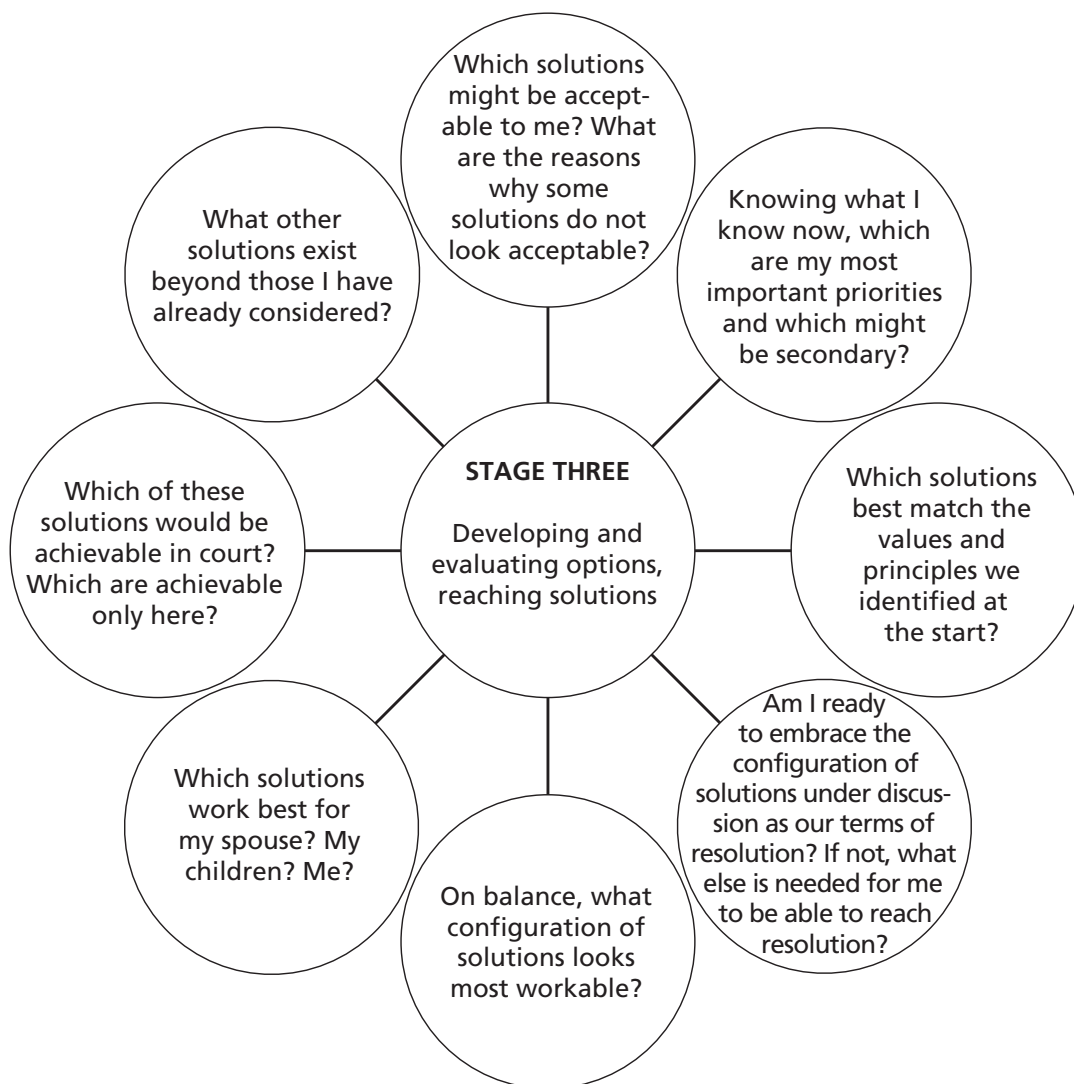 Which solutions
might be accept-
able to me? What
are the reasons
why some
solutions do not
look acceptable?
Knowing what I
know now, which
are my most
important priorities
and which might
be secondary?
Which solutions
best match the
values and
principles we
identified at
the start?
Am I ready
to embrace the
configuration of
solutions under discus-
sion as our terms of
resolution? If not, what
else is needed for me
to be able to reach
resolution?
On balance, what
configuration of
solutions looks
most workable?
Which solutions
work best for
my spouse? My
children? Me?
Which of these
solutions would be
achievable in court?
Which are achievable
only here?
What other
solutions exist
beyond those I have
already considered?
STAGE THREE
Developing and
evaluating options,
reaching solutions